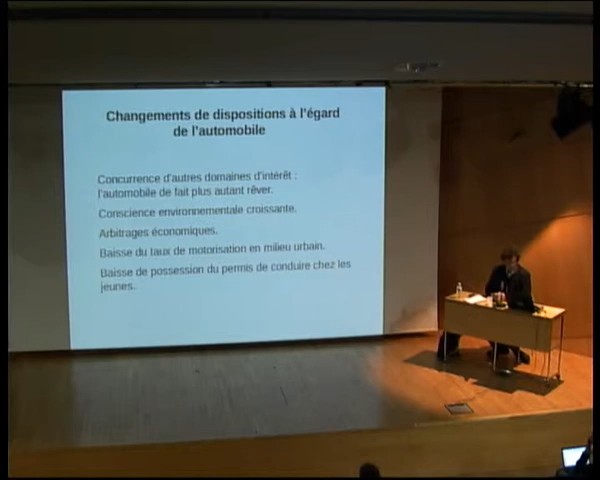 Changements de dispositions à l'égard
de l'automobile
Concurrence d'autres domaines d'intérêt :
l'automobile de fait plus autant rêver.
Conscience environnementale croissante.
Arbitrages économiques.
Baisse du taux de motorisation en milieu urbain.
Baisse de possession du permis de conduire chez les
jeunes.